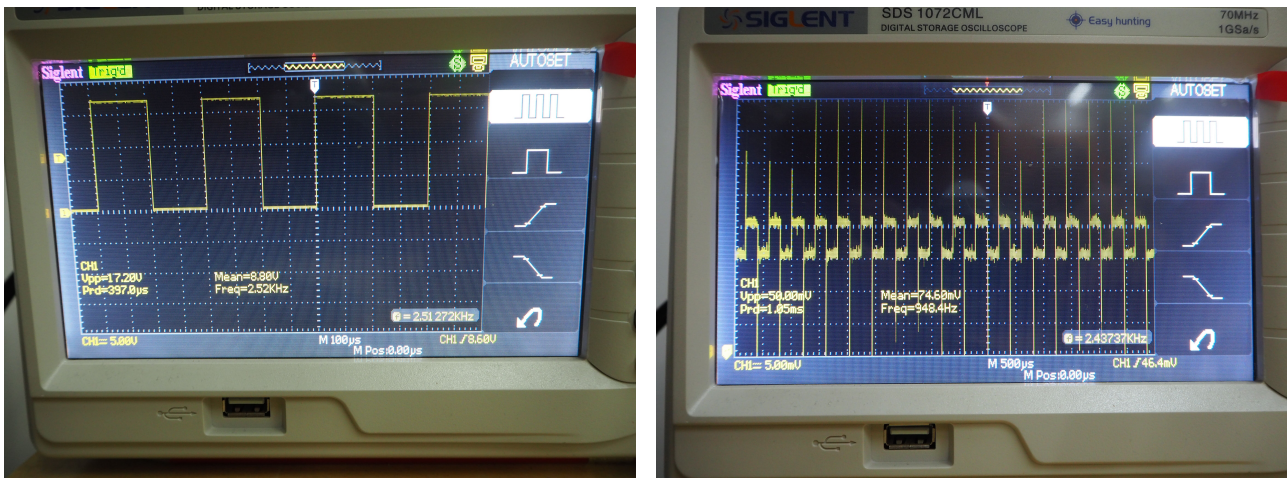 Siglent Trig'd
AUTOSET
CH1
Vpp=17.20V Mean=8.80V
Prd=397.0µs Freq=2.52KHz
= 2.51272KHz
CH1= 5.00V M 100µs CH1 8.60V
M Pos:0.00µs
SIGLENT SDS 1072CML Easy hunting 70MHz
DIGITAL STORAGE OSCILLOSCOPE 1GSa/s
Siglent Trig'd
AUTOSET
CH1
Vpp=50.00mV Mean=74.60mV
Prd=1.05ms Freq=948.4Hz
= 2.43737KHz
CH1= 5.00mV M 500µs CH1 46.4mV
M Pos:0.00µs